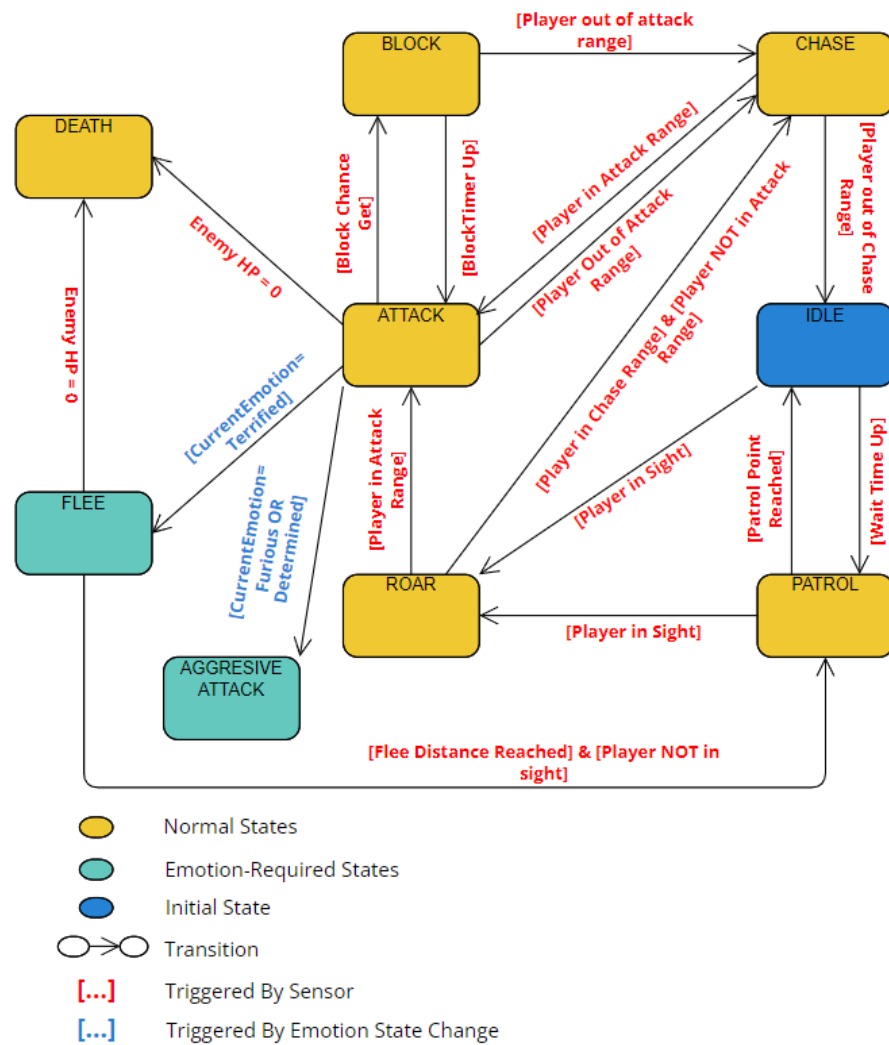 [Player out of attack
range]
BLOCK
CHASE
DEATH
[Block Chance
Get]
[BlockTimer Up]
[Player in Attack Range]
[Player Out of Attack
Range]
[Player out of Chase
Range]
Enemy HP = 0
Enemy HP = 0
ATTACK
IDLE
[CurrentEmotion=
Terrified]
[Player in Chase Range] & [Player NOT in Attack
Range]
[CurrentEmotion=
Furious OR
Determined]
[Player in Attack
Range]
[Player in Sight]
[Patrol Point
Reached]
[Wait Time Up]
FLEE
ROAR
PATROL
[Player in Sight]
AGGRESIVE
ATTACK
[Flee Distance Reached] & [Player NOT in
sight]
Normal States
Emotion-Required States
Initial State
Transition
[...] Triggered By Sensor
[...] Triggered By Emotion State Change